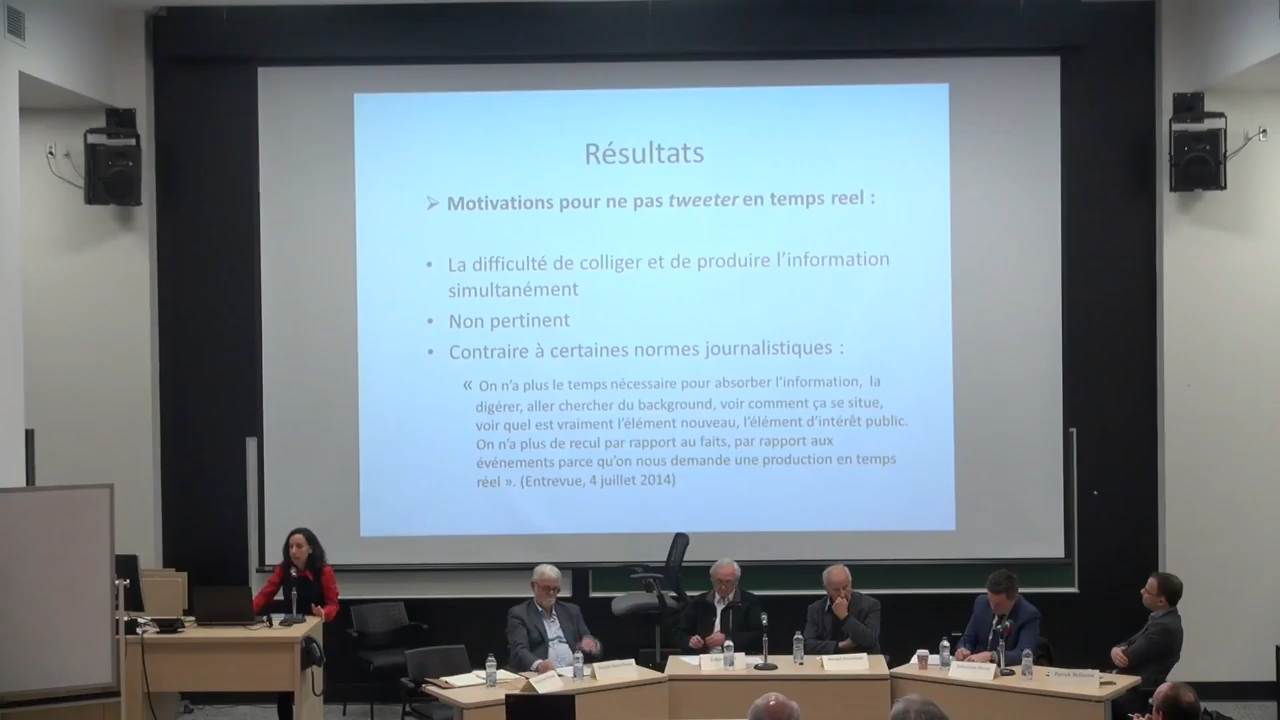 Résultats
➢ Motivations pour ne pas tweeter en temps reel :
• La difficulté de colliger et de produire l'information
simultanément
• Non pertinent
• Contraire à certaines normes journalistiques :
« On n'a plus le temps nécessaire pour absorber l'information, la
digérer, aller chercher du background, voir comment ça se situe,
voir quel est vraiment l'élément nouveau, l'élément d'intérêt public.
On n'a plus de recul par rapport au faits, par rapport aux
événements parce qu'on nous demande une production en temps
réel ». (Entrevue, 4 juillet 2014)